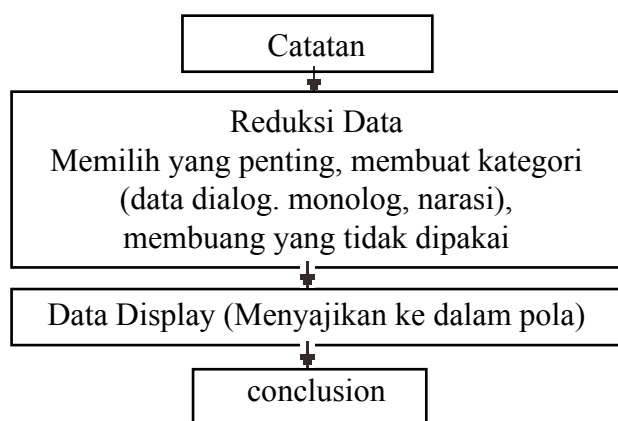 Catatan
Reduksi Data
Memilih yang penting, membuat kategori
(data dialog. monolog, narasi),
membuang yang tidak dipakai
Data Display (Menyajikan ke dalam pola)
conclusion